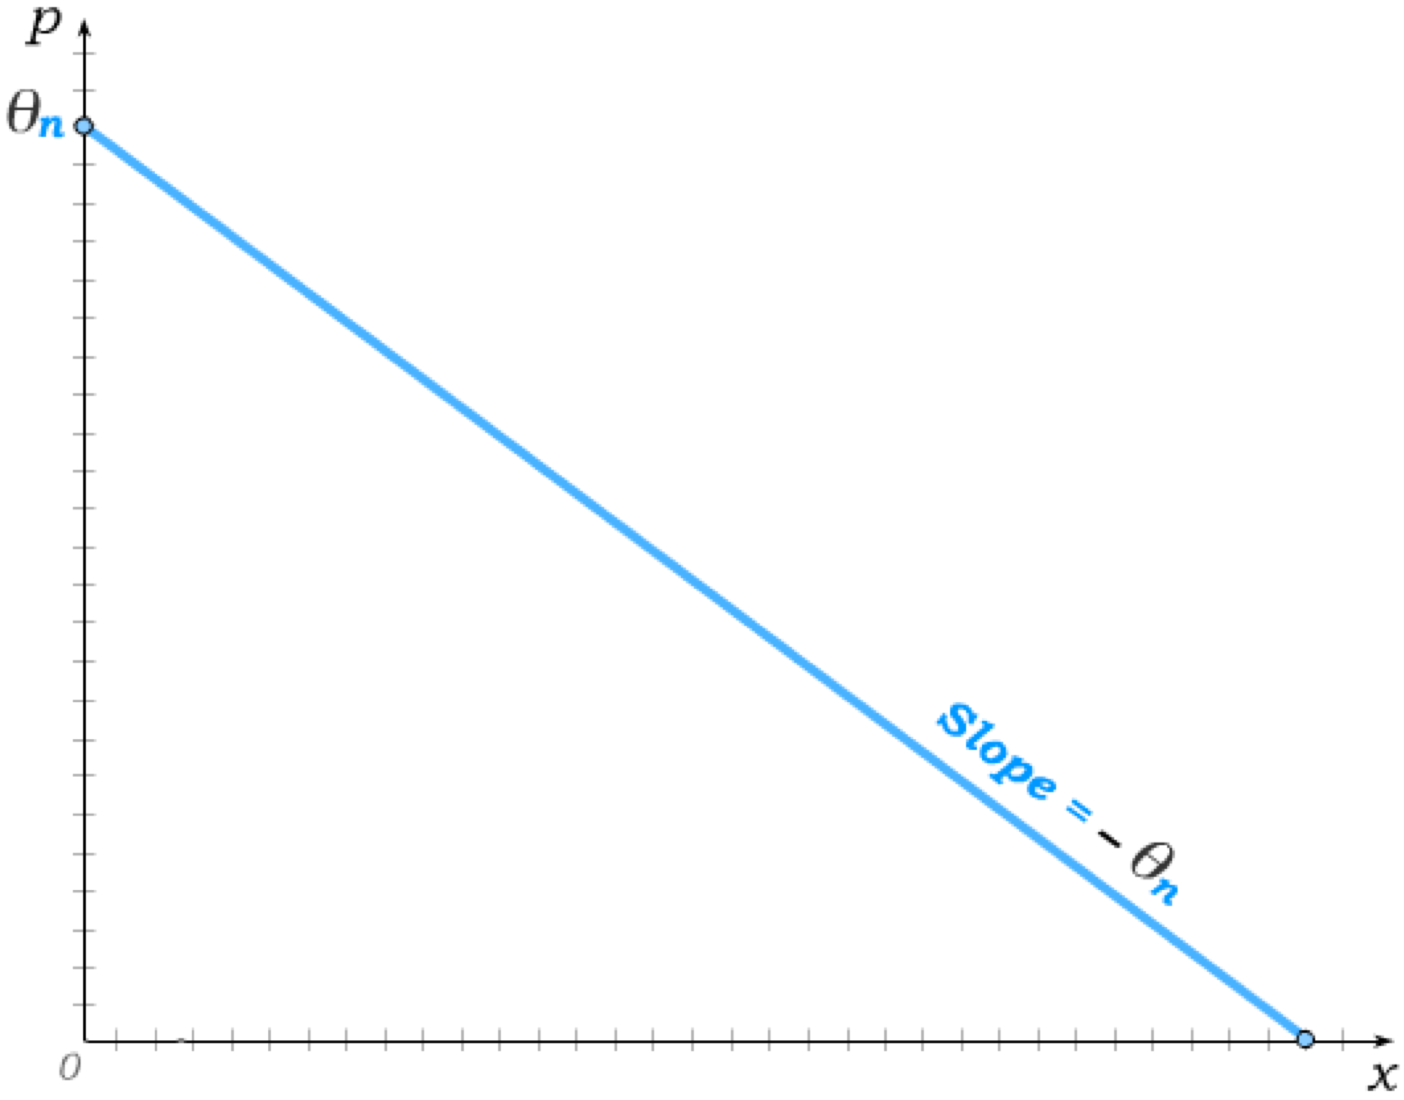 p
θn
Slope = - θn
0
x